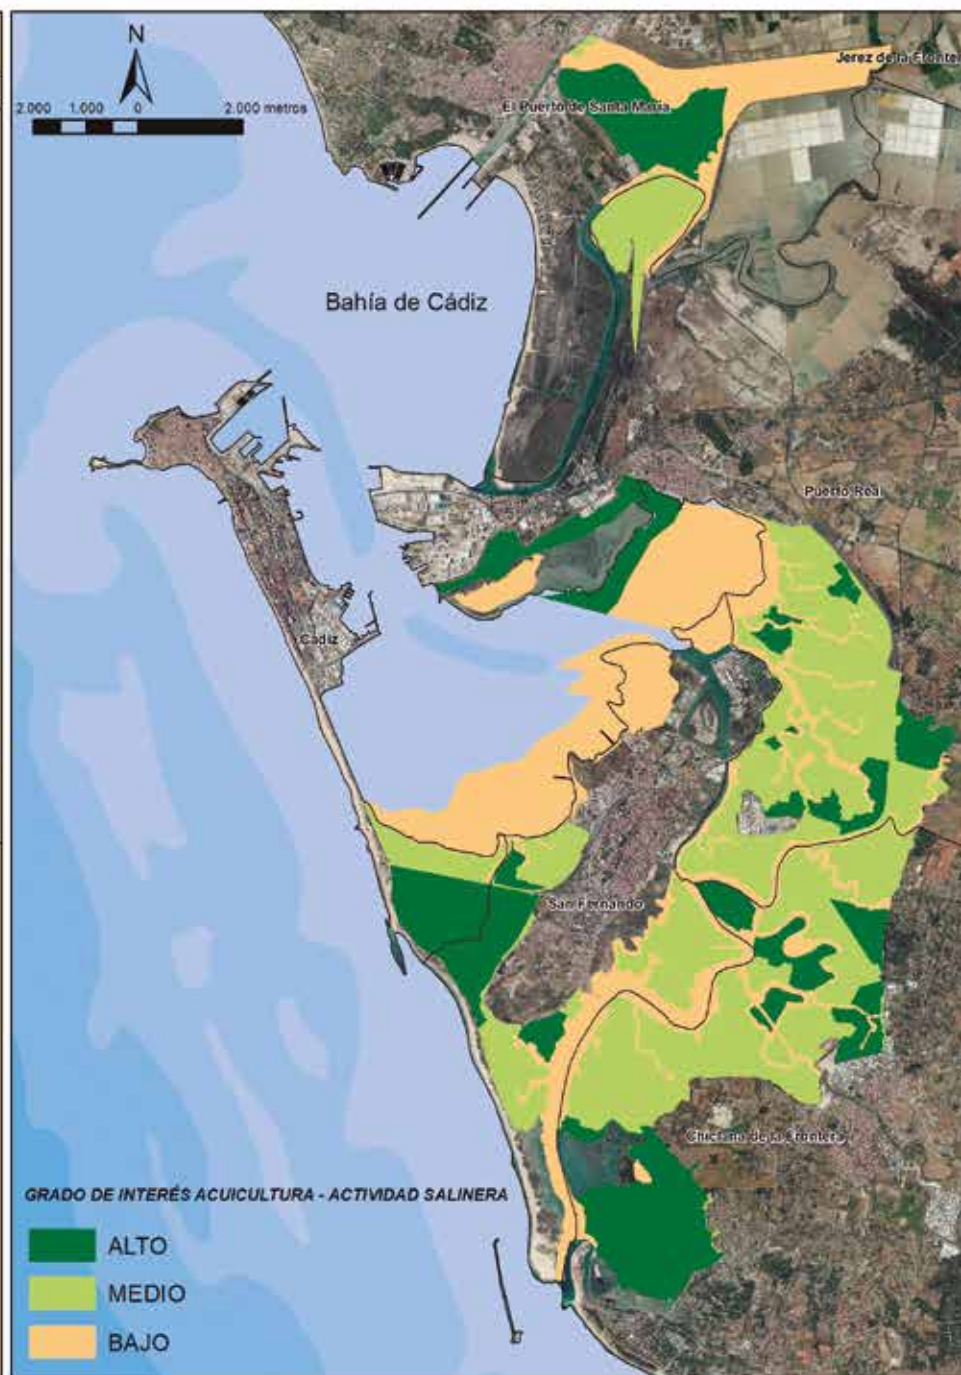 N
2.000 1.000 0 2.000 metros
Jerez de la Fronter
El Puerto de Santa María
Bahía de Cádiz
Puerto Real
Cádiz
San Fernando
Chiclana de la Frontera
GRADO DE INTERÉS ACUICULTURA - ACTIVIDAD SALINERA
ALTO
MEDIO
BAJO